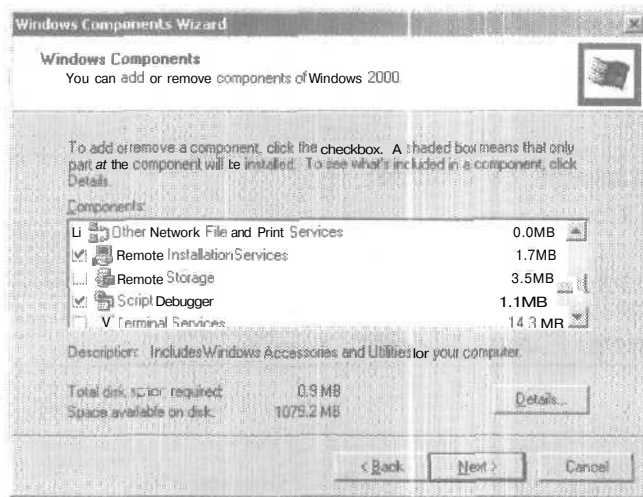 Windows Components Wizard
Windows Components
You can add or remove components of Windows 2000.
To add or remove a component, click the checkbox. A shaded box means that only
part at the component will be installed. To see what's included in a component, click
Details.
Components:
Li Other Network File and Print Services 0.0MB
Remote Installation Services 1.7MB
Remote Storage 3.5MB
Script Debugger 1.1MB
V Terminal Services 14.3 MB
Description: Includes Windows Accessories and Utilities lor your computer.
Total disk required: 0.9 MB
Space available on disk: 1079.2 MB
Details...
< Back
Next >
Cancel